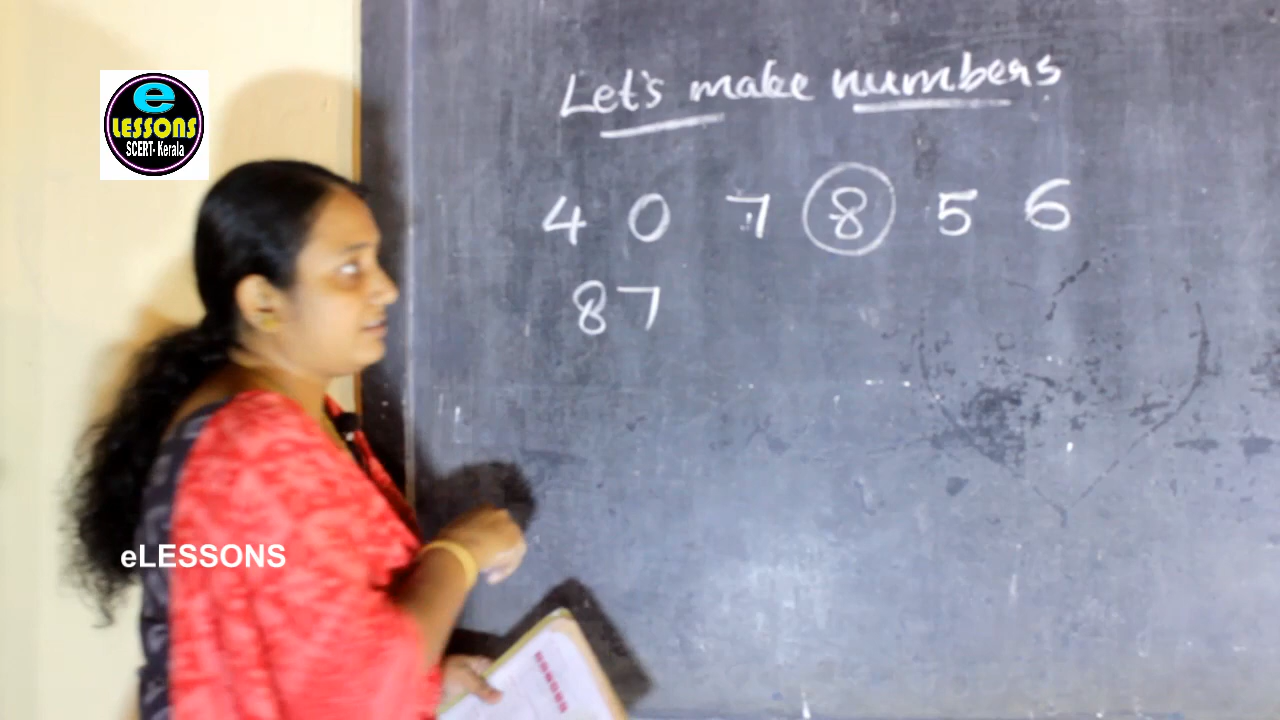 e
LESSONS
SCERT- Kerala
Let's make numbers
4 0 7 8 5 6
87
eLESSONS